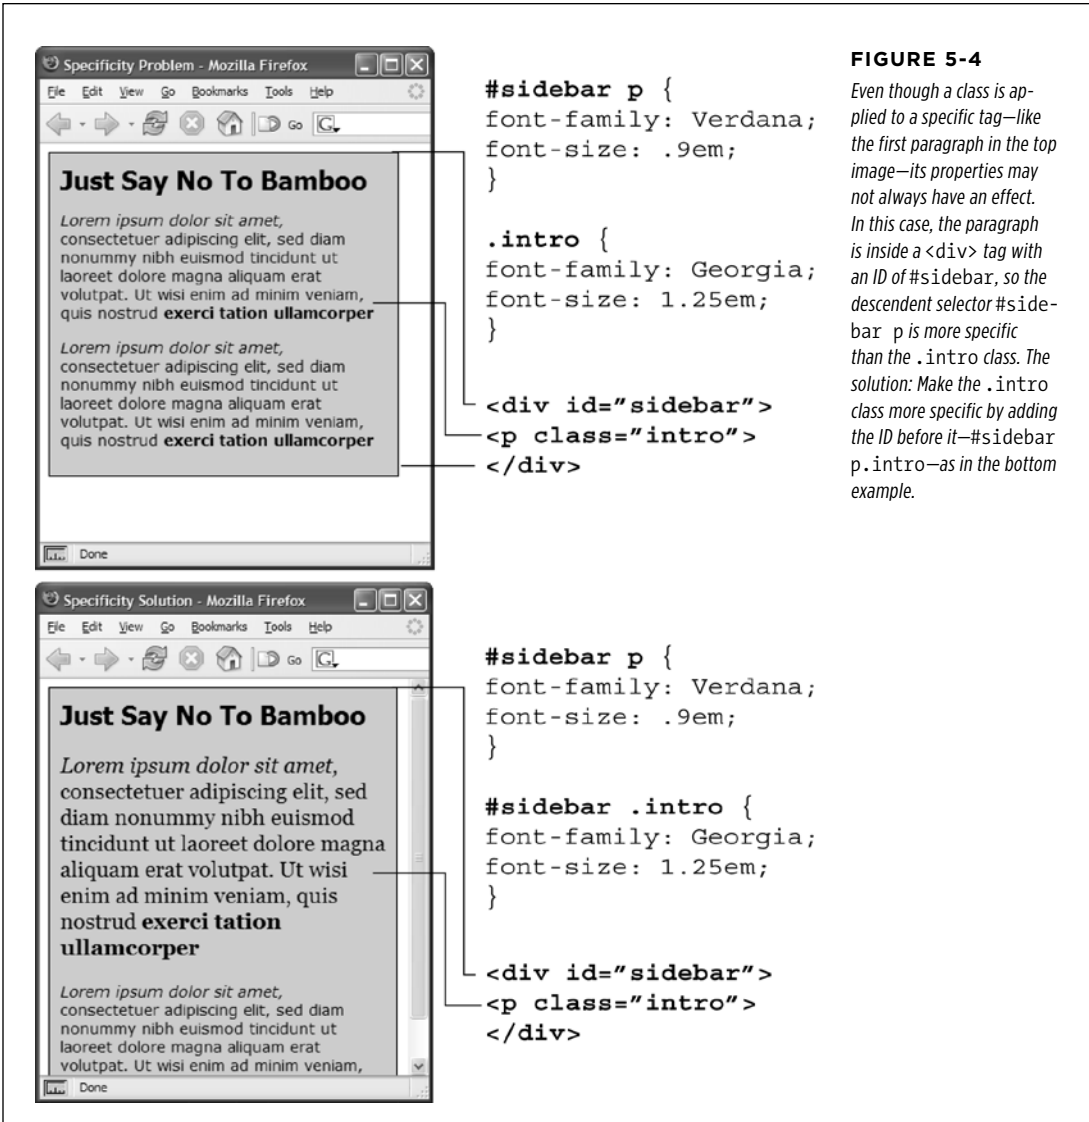 Specificity Problem - Mozilla Firefox
File Edit View Go Bookmarks Tools Help
Go G
Just Say No To Bamboo
Lorem ipsum dolor sit amet,
consectetuer adipiscing elit, sed diam
nonummy nibh euismod tincidunt ut
laoreet dolore magna aliquam erat
volutpat. Ut wisi enim ad minim veniam,
quis nostrud exerci tation ullamcorper
Lorem ipsum dolor sit amet,
consectetuer adipiscing elit, sed diam
nonummy nibh euismod tincidunt ut
laoreet dolore magna aliquam erat
volutpat. Ut wisi enim ad minim veniam,
quis nostrud exerci tation ullamcorper
Done
#sidebar p {
font-family: Verdana;
font-size: .9em;
}
.intro {
font-family: Georgia;
font-size: 1.25em;
}
<div id="sidebar">
<p class="intro">
</div>
FIGURE 5-4
Even though a class is ap-
plied to a specific tag—like
the first paragraph in the top
image—its properties may
not always have an effect.
In this case, the paragraph
is inside a <div> tag with
an ID of #sidebar, so the
descendent selector #side-
bar p is more specific
than the .intro class. The
solution: Make the .intro
class more specific by adding
the ID before it—#sidebar
p.intro—as in the bottom
example.
Specificity Solution - Mozilla Firefox
File Edit View Go Bookmarks Tools Help
Go G
Just Say No To Bamboo
Lorem ipsum dolor sit amet,
consectetuer adipiscing elit, sed
diam nonummy nibh euismod
tincidunt ut laoreet dolore magna
aliquam erat volutpat. Ut wisi
enim ad minim veniam, quis
nostrud exerci tation
ullamcorper
Lorem ipsum dolor sit amet,
consectetuer adipiscing elit, sed diam
nonummy nibh euismod tincidunt ut
laoreet dolore magna aliquam erat
volutpat. Ut wisi enim ad minim veniam,
Done
#sidebar p {
font-family: Verdana;
font-size: .9em;
}
#sidebar .intro {
font-family: Georgia;
font-size: 1.25em;
}
<div id="sidebar">
<p class="intro">
</div>